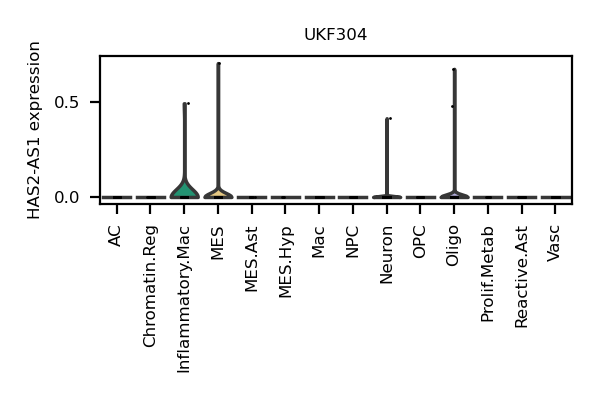 UKF304
HAS2-AS1 expression
0.5
0.0
AC
Chromatin.Reg
Inflammatory.Mac
MES
MES.Ast
MES.Hyp
Mac
NPC
Neuron
OPC
Oligo
Prolif.Metab
Reactive.Ast
Vasc